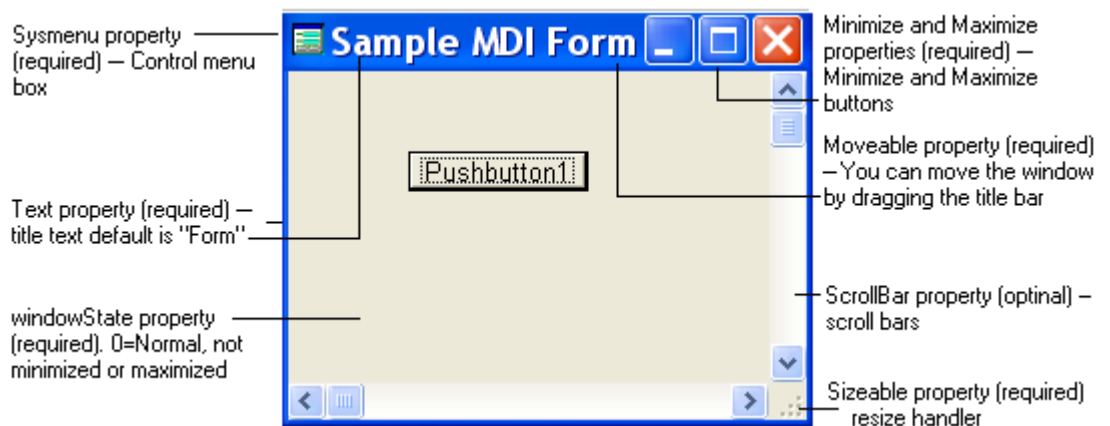 Sysmenu property
(required) – Control menu
box
Text property (required) –
title text default is "Form"
windowState property
(required). 0=Normal, not
minimized or maximized
Sample MDI Form
Pushbutton1
Minimize and Maximize
properties (required) –
Minimize and Maximize
buttons
Moveable property (required)
– You can move the window
by dragging the title bar
ScrollBar property (optinal) –
scroll bars
Sizeable property (required)
resize handler